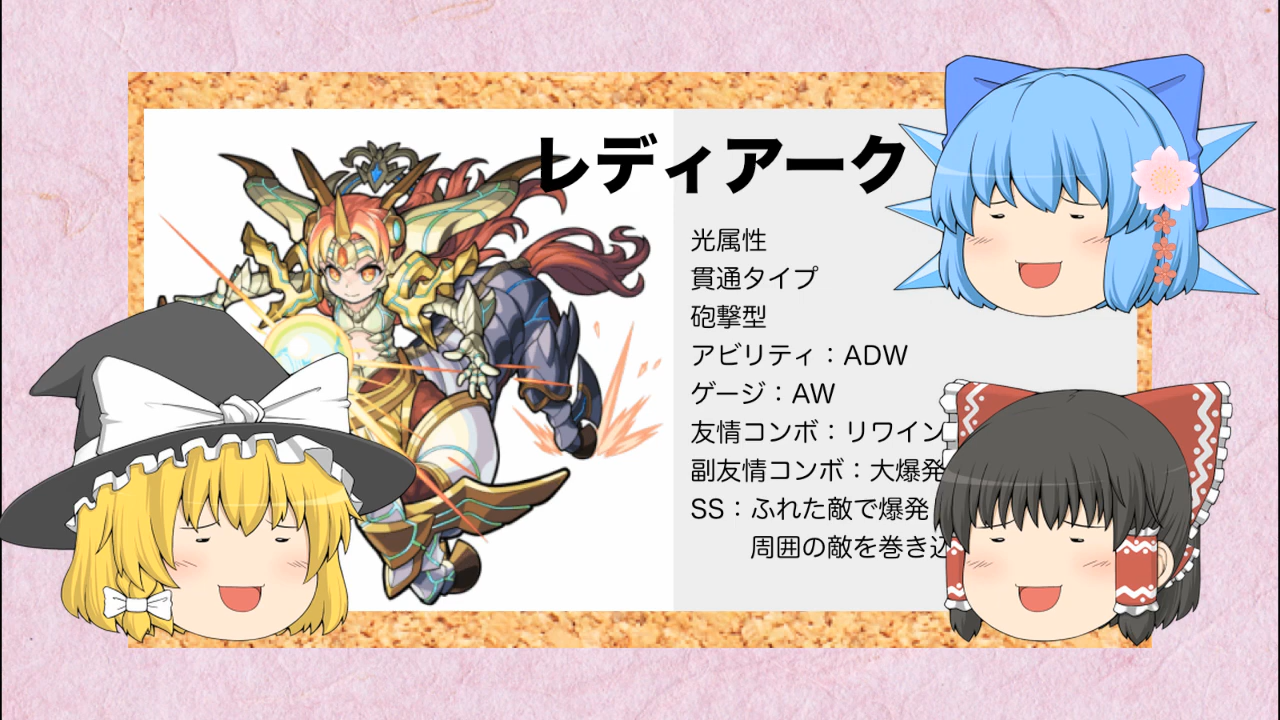 レディアーク
光属性
貫通タイプ
砲撃型
アビリティ：ADW
ゲージ：AW
友情コンボ：リワイン
副友情コンボ：大爆発
SS：ふれた敵で爆発
周囲の敵を巻き込